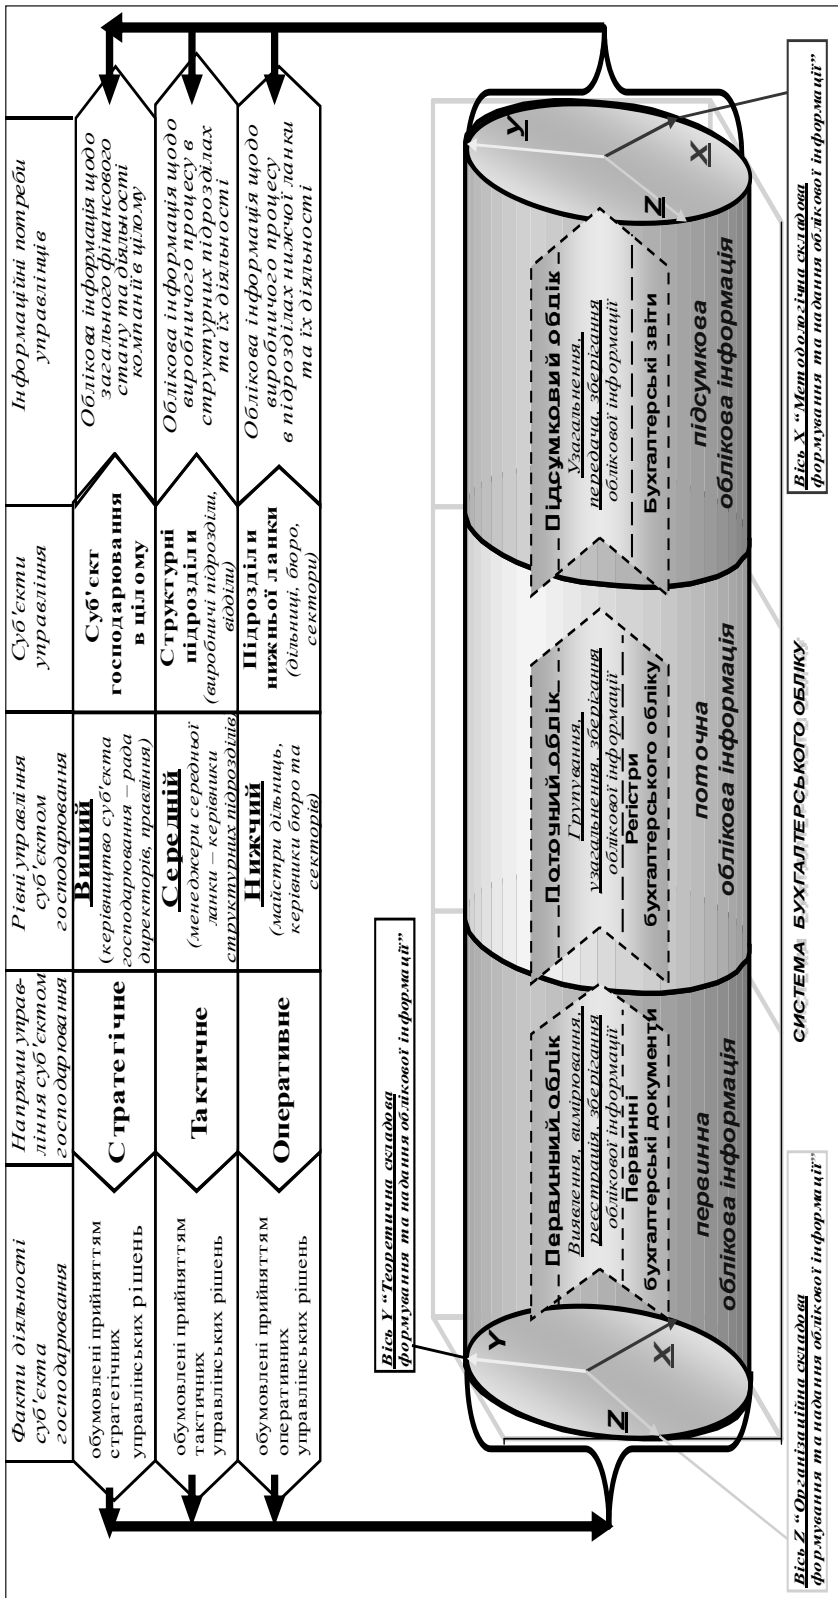 Факти діяльності
суб'єкта
господарювання
Напрями управ-
ління суб'єктом
господарювання
Рівні управління
суб'єктом
господарювання
Суб'єкти
управління
Інформаційні потреби
управлінців
обумовлені прийняттям
стратегічних
управлінських рішень
Стратегічне
Вищий
(керівництво суб'єкта
господарювання – рада
директорів, правління)
Суб'єкт
господарювання
в цілому
Облікова інформація щодо
загального фінансового
стану та діяльності
компанії в цілому
обумовлені прийняттям
тактичних
управлінських рішень
Тактичне
Середній
(менеджери середньої
ланки – керівники
структурних підрозділів
Структурні
підрозділи
(виробничі підрозділи,
відділи)
Облікова інформація щодо
виробничого процесу в
структурних підрозділах
та їх діяльності
обумовлені прийняттям
оперативних
управлінських рішень
Оперативне
Нижчий
(майстри дільниць,
керівники бюро та
секторів)
Підрозділи
нижньої ланки
(дільниці, бюро,
сектори)
Облікова інформація щодо
виробничого процесу
в підрозділах нижчої ланки
та їх діяльності
Вісь Y “Теоретична складова
формування та надання облікової інформації”
Y
X
Z
Первинный облік
Виявлення, вимірювання,
реєстрація, зберігання
облікової інформації
Первинні
бухгалтерські документи
первинна
облікова інформація
Поточний облік
Групування,
узагальнення, зберігання
облікової інформації
Регістри
бухгалтерського обліку
поточна
облікова інформація
Підсумковий облік
Узагальнення,
передача, зберігання
облікової інформації
Бухгалтерські звіти
підсумкова
облікова інформація
Y
X
Z
СИСТЕМА БУХГАЛТЕРСЬКОГО ОБЛІКУ
Вісь Z “Організаційна складова
формування та надання облікової інформації”
Вісь X “Методологічна складова
формування та надання облікової інформації”